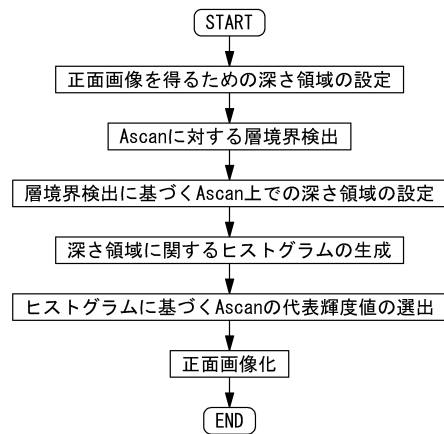 START
正面画像を得るための深さ領域の設定
Ascanに対する層境界検出
層境界検出に基づくAscan上での深さ領域の設定
深さ領域に関するヒストグラムの生成
ヒストグラムに基づくAscanの代表輝度値の選出
正面画像化
END